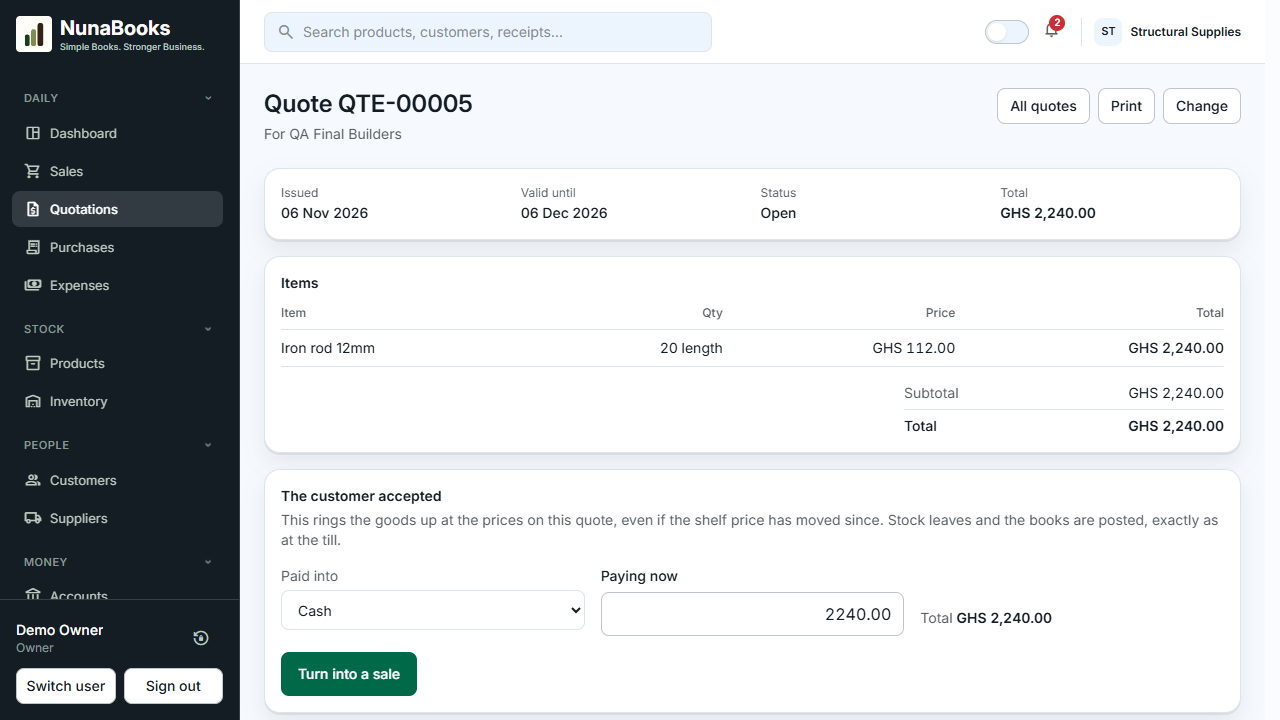 NunaBooks
Simple Books. Stronger Business.
DAILY
Dashboard
Sales
Quotations
Purchases
Expenses
STOCK
Products
Inventory
PEOPLE
Customers
Suppliers
MONEY
Accounts
Demo Owner
Owner
Switch user
Sign out
Search products, customers, receipts...
2
ST
Structural Supplies
Quote QTE-00005
For QA Final Builders
All quotes
Print
Change
Issued
Valid until
Status
Total
06 Nov 2026
06 Dec 2026
Open
GHS 2,240.00
Items
Item
Qty
Price
Total
Iron rod 12mm
20 length
GHS 112.00
GHS 2,240.00
Subtotal
GHS 2,240.00
Total
GHS 2,240.00
The customer accepted
This rings the goods up at the prices on this quote, even if the shelf price has moved since. Stock leaves and the books are posted, exactly as
at the till.
Paid into
Paying now
Cash
2240.00
Total GHS 2,240.00
Turn into a sale